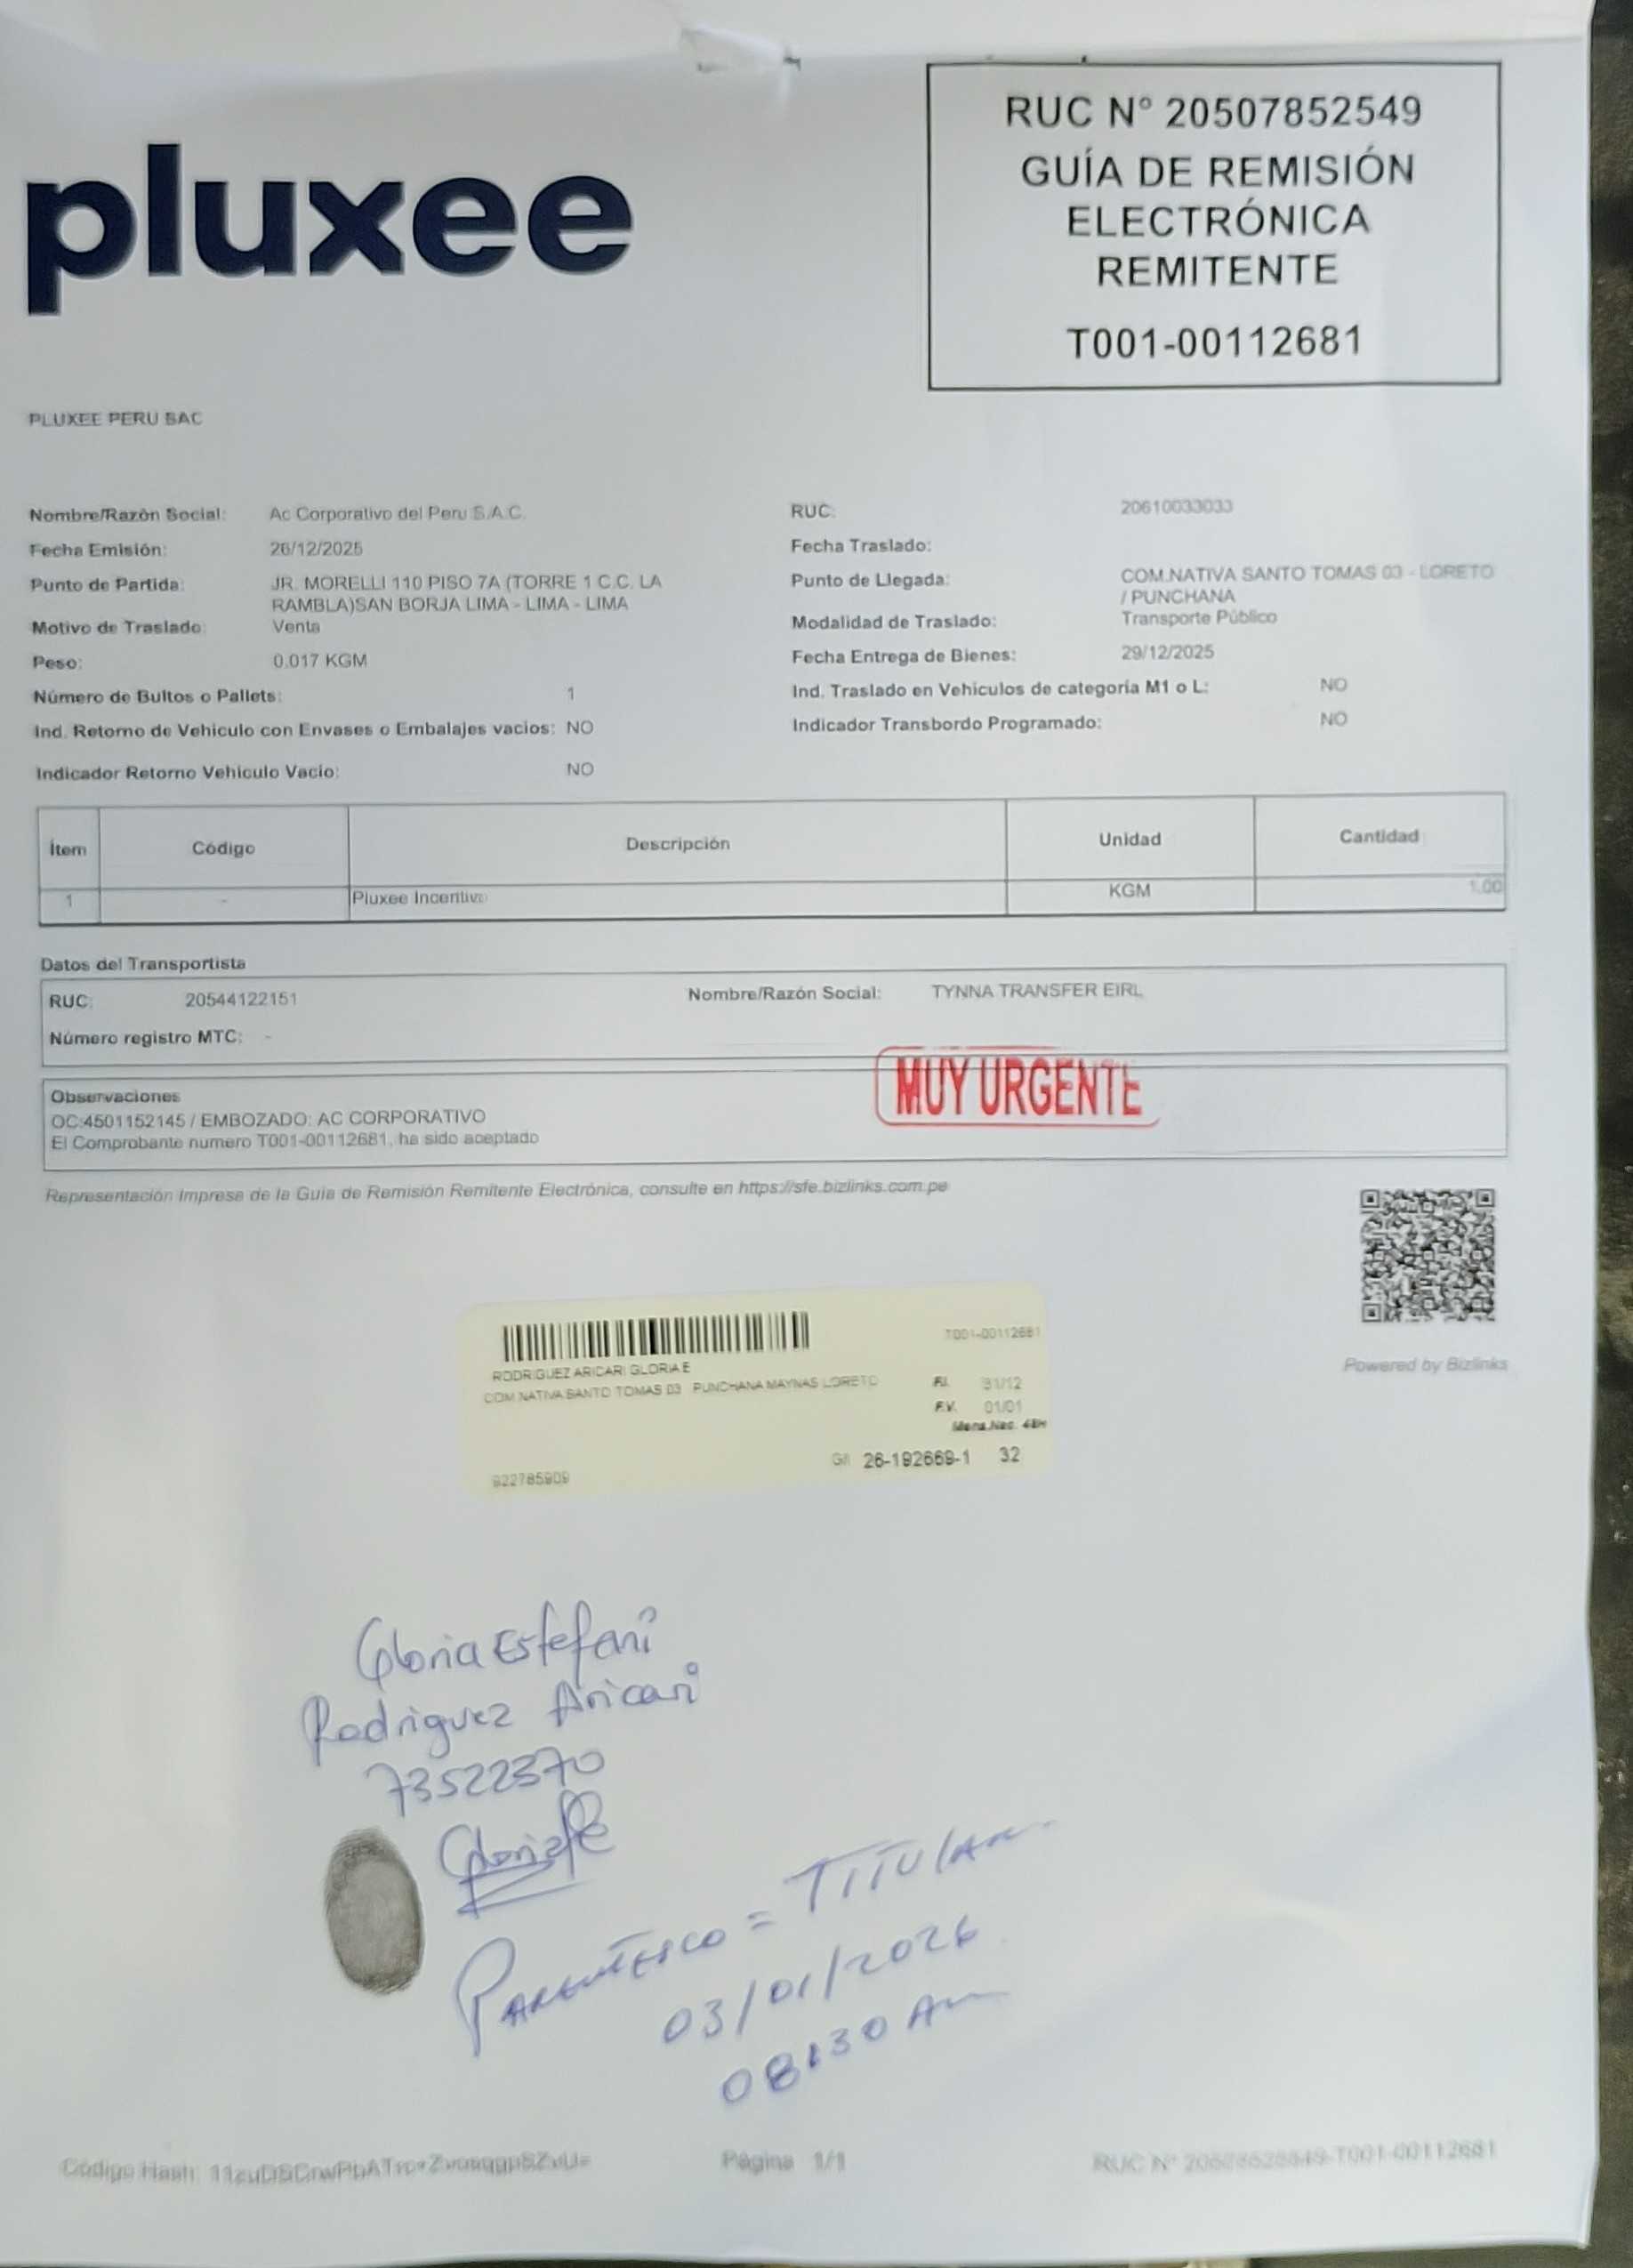 pluxee
RUC N° 20507852549
GUÍA DE REMISIÓN
ELECTRÓNICA
REMITENTE
T001-00112681
PLUXEE PERU SAC
Nombre/Razòn Social: Ac Corporativo del Peru S.A.C. RUC: 20610033033
Fecha Emisión: 26/12/2025 Fecha Traslado:
Punto de Partida: JR. MORELLI 110 PISO 7A (TORRE 1 C.C. LA Punto de Llegada: COM.NATIVA SANTO TOMAS 03 - LORETO
RAMBLA)SAN BORJA LIMA - LIMA - LIMA / PUNCHANA
Motivo de Traslado: Venta Modalidad de Traslado: Transporte Público
Peso: 0.017 KGM Fecha Entrega de Bienes: 29/12/2025
Número de Bultos o Pallets: 1 Ind. Traslado en Vehículos de categoría M1 o L: NO
Ind. Retorno de Vehiculo con Envases o Embalajes vacios: NO Indicador Transbordo Programado: NO
Indicador Retorno Vehículo Vacio: NO
Ítem Código Descripción Unidad Cantidad
1 - Pluxee Incentivo KGM 1.00
Datos del Transportista
RUC: 20544122151 Nombre/Razón Social: TYNNA TRANSFER EIRL
Número registro MTC: -
MUY URGENTE
Observaciones
OC:4501152145 / EMBOZADO: AC CORPORATIVO
El Comprobante numero T001-00112681, ha sido aceptado
Representación Impresa de la Guía de Remisión Remitente Electrónica, consulte en https://sfe.bizlinks.com.pe
Powered by Bizlinks
T001-00112681
RODRIGUEZ ARICARI GLORIA E
COM.NATIVA SANTO TOMAS 03 PUNCHANA MAYNAS LORETO
F.I. 31/12
F.V. 01/01
Mens.Nac. 48H
G/I 26-192669-1 32
922785909
Gloria Estefani
Rodriguez Aricari
73522370
PARENTESCO = TITULAR
03/01/2026
08:30 AM
Código Hash:
Página 1/1